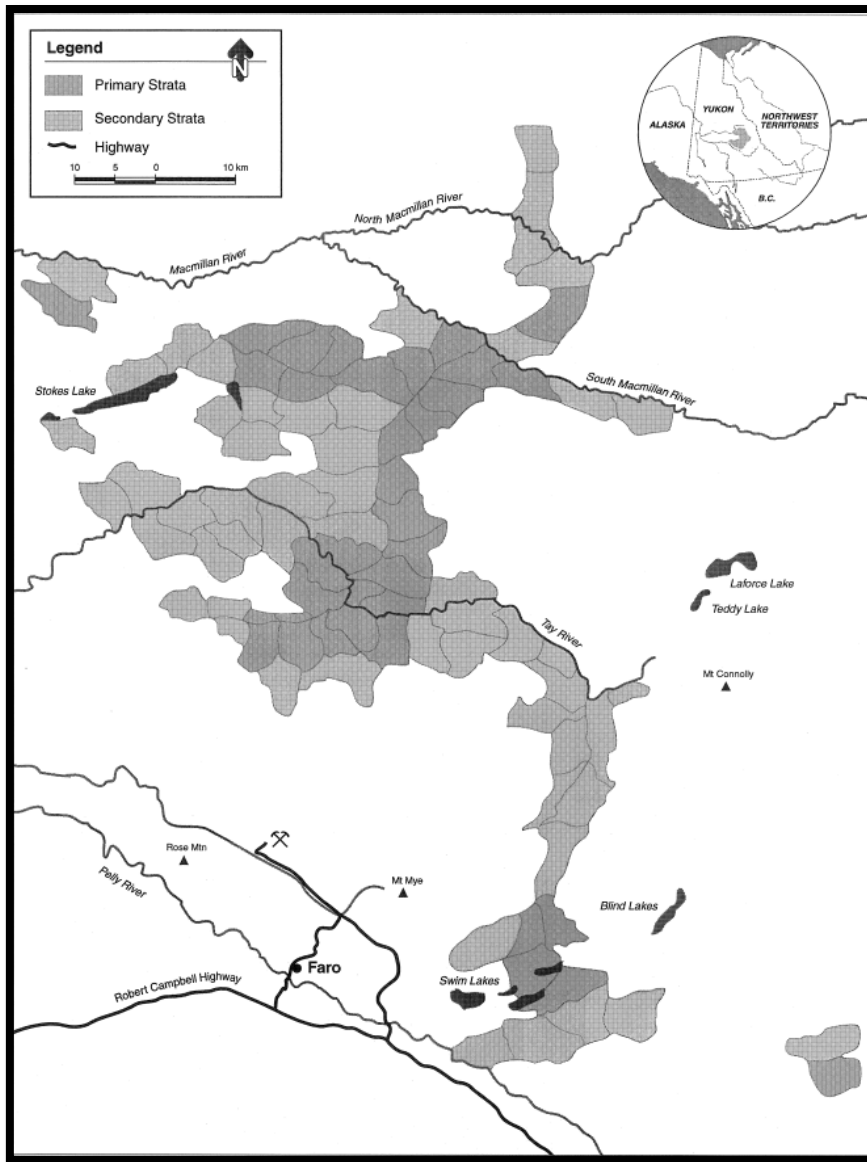 Legend
N
Primary Strata
Secondary Strata
Highway
10 5 0 10 km
YUKON
ALASKA
NORTHWEST
TERRITORIES
B.C.
North Macmillan River
Macmillan River
Stokes Lake
South Macmillan River
Laforce Lake
Teddy Lake
Tay River
Mt Connolly
Rose Mtn
Mt Mye
Pelly River
Blind Lakes
Faro
Swim Lakes
Robert Campbell Highway